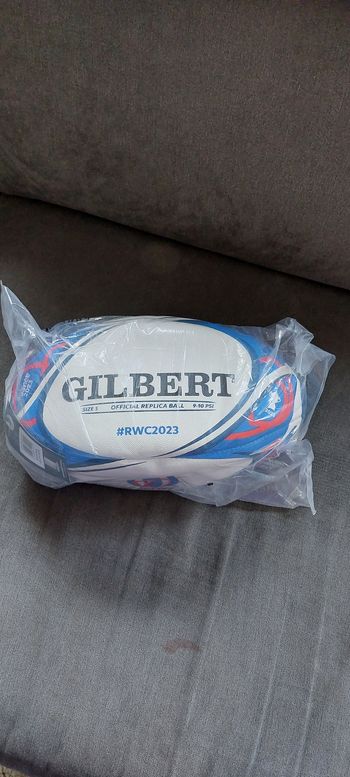 GILBERT
SIZE 5 OFFICIAL REPLICA BALL 9-10 PSI
#RWC2023